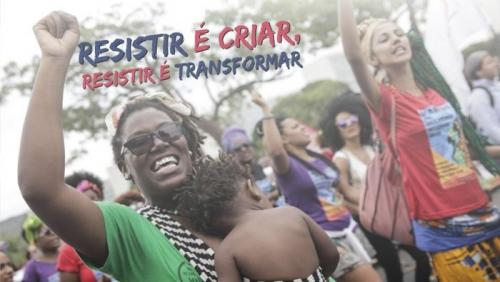 RESISTIR É CRIAR,
RESISTIR É TRANSFORMAR